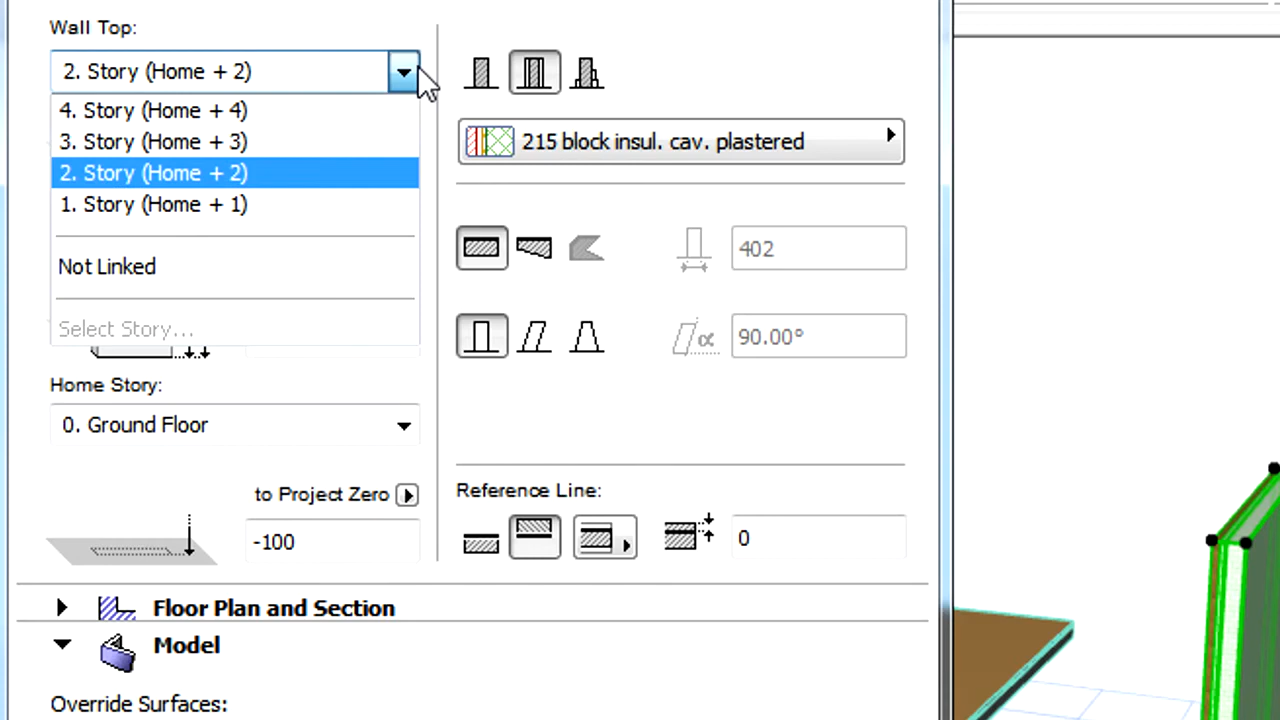 Wall Top:
2. Story (Home + 2)
4. Story (Home + 4)
3. Story (Home + 3)
2. Story (Home + 2)
1. Story (Home + 1)
Not Linked
Select Story...
Home Story:
0. Ground Floor
to Project Zero
-100
215 block insul. cav. plastered
402
α
90.00°
Reference Line:
0
Floor Plan and Section
Model
Override Surfaces: